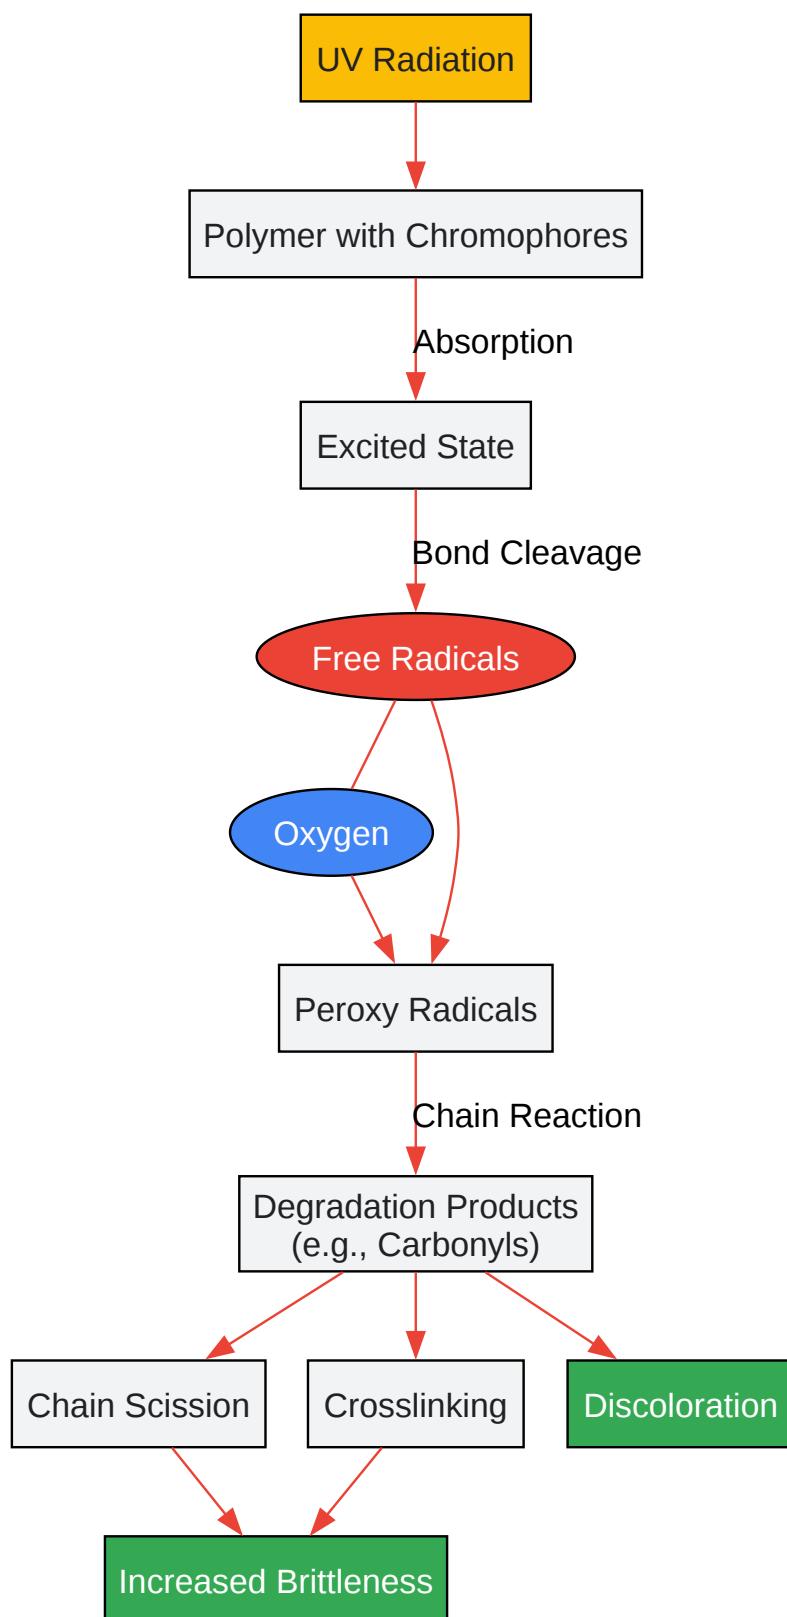 UV Radiation
Polymer with Chromophores
Absorption
Excited State
Bond Cleavage
Free Radicals
Oxygen
Peroxy Radicals
Chain Reaction
Degradation Products
(e.g., Carbonyls)
Chain Scission
Crosslinking
Discoloration
Increased Brittleness